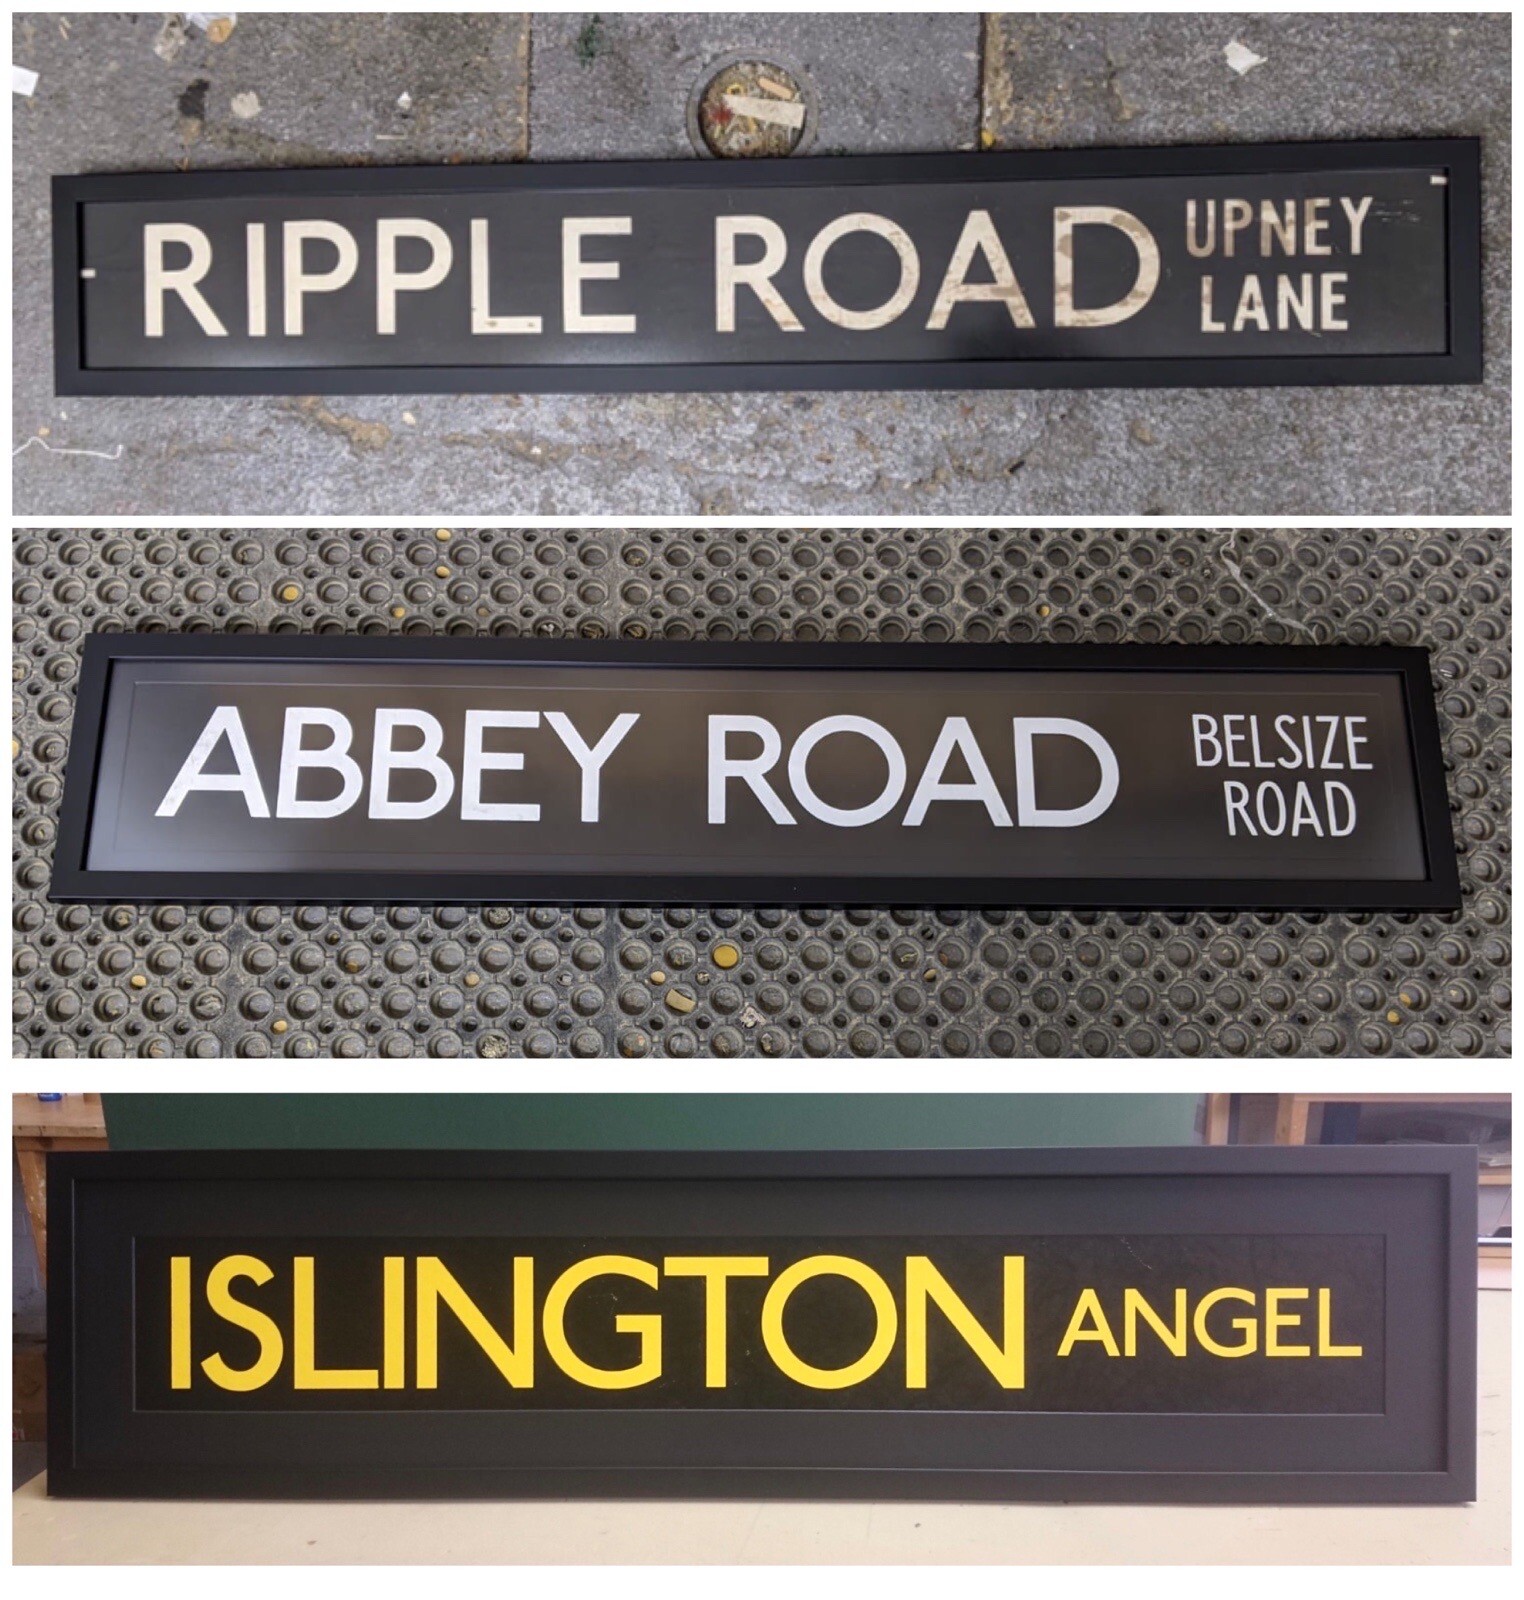 RIPPLE ROAD UPNEY
LANE
ABBEY ROAD BELSIZE
ROAD
ISLINGTON ANGEL